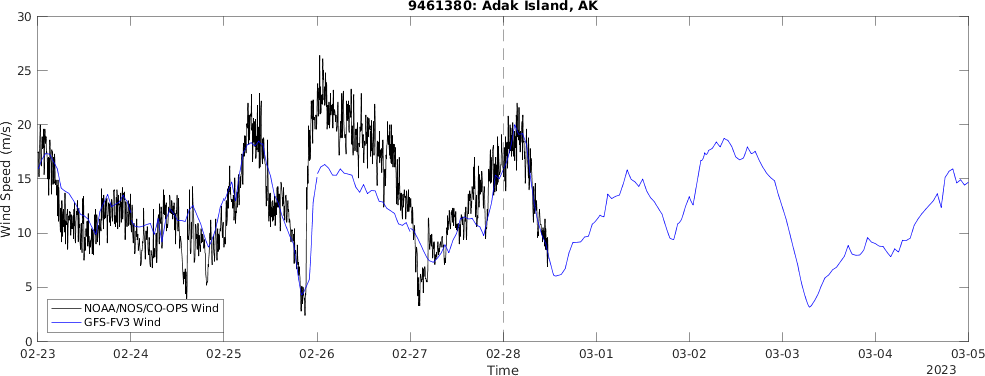 9461380: Adak Island, AK
30
25
20
15
10
5
0
Wind Speed (m/s)
NOAA/NOS/CO-OPS Wind
GFS-FV3 Wind
02-23 02-24 02-25 02-26 02-27 02-28 03-01 03-02 03-03 03-04 03-05
Time
2023